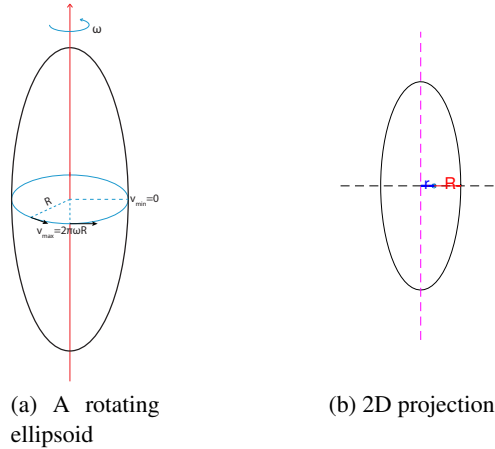 ω
R
v_min=0
v_max=2πωR
r
R
(a) A rotating
ellipsoid
(b) 2D projection